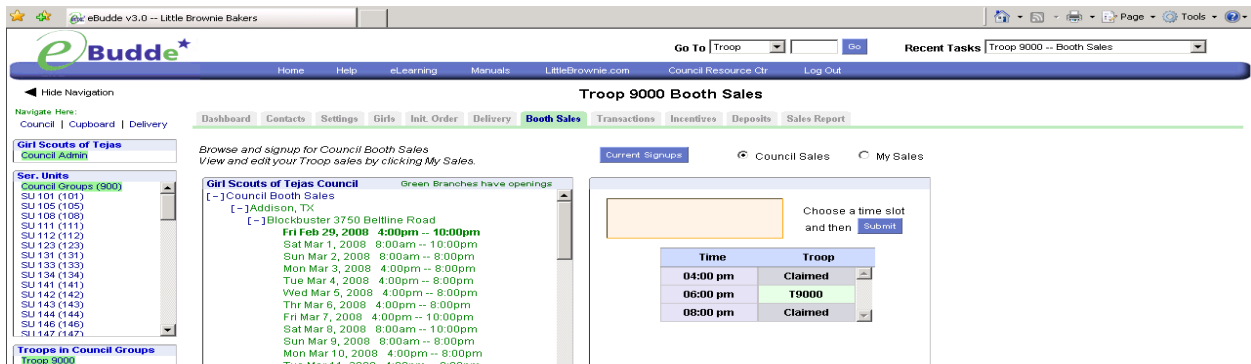 eBudde v3.0 -- Little Brownie Bakers
Page Tools
eBudde
Go To Troop Go Recent Tasks Troop 9000 -- Booth Sales
Home Help eLearning Manuals LittleBrownie.com Council Resource Ctr Log Out
Hide Navigation
Troop 9000 Booth Sales
Navigate Here:
Council | Cupboard | Delivery
Dashboard Contacts Settings Girls Init. Order Delivery Booth Sales Transactions Incentives Deposits Sales Report
Girl Scouts of Tejas
Council Admin
Ser. Units
Council Groups (900)
SU 101 (101)
SU 105 (105)
SU 108 (108)
SU 111 (111)
SU 112 (112)
SU 123 (123)
SU 131 (131)
SU 133 (133)
SU 134 (134)
SU 141 (141)
SU 142 (142)
SU 143 (143)
SU 144 (144)
SU 146 (146)
SU 147 (147)
Troops in Council Groups
Troop 9000
Browse and signup for Council Booth Sales
View and edit your Troop sales by clicking My Sales.
Current Signups Council Sales My Sales
Girl Scouts of Tejas Council Green Branches have openings
[-]Council Booth Sales
[-]Addison, TX
[-]Blockbuster 3750 Beltline Road
Fri Feb 29, 2008 4:00pm -- 10:00pm
Sat Mar 1, 2008 8:00am -- 10:00pm
Sun Mar 2, 2008 8:00am -- 8:00pm
Mon Mar 3, 2008 4:00pm -- 8:00pm
Tue Mar 4, 2008 4:00pm -- 8:00pm
Wed Mar 5, 2008 4:00pm -- 8:00pm
Thr Mar 6, 2008 4:00pm -- 8:00pm
Fri Mar 7, 2008 4:00pm -- 10:00pm
Sat Mar 8, 2008 8:00am -- 10:00pm
Sun Mar 9, 2008 8:00am -- 8:00pm
Mon Mar 10, 2008 4:00pm -- 8:00pm
Tue Mar 11, 2008 4:00pm -- 8:00pm
Choose a time slot
and then Submit
Time Troop
04:00 pm Claimed
06:00 pm T9000
08:00 pm Claimed